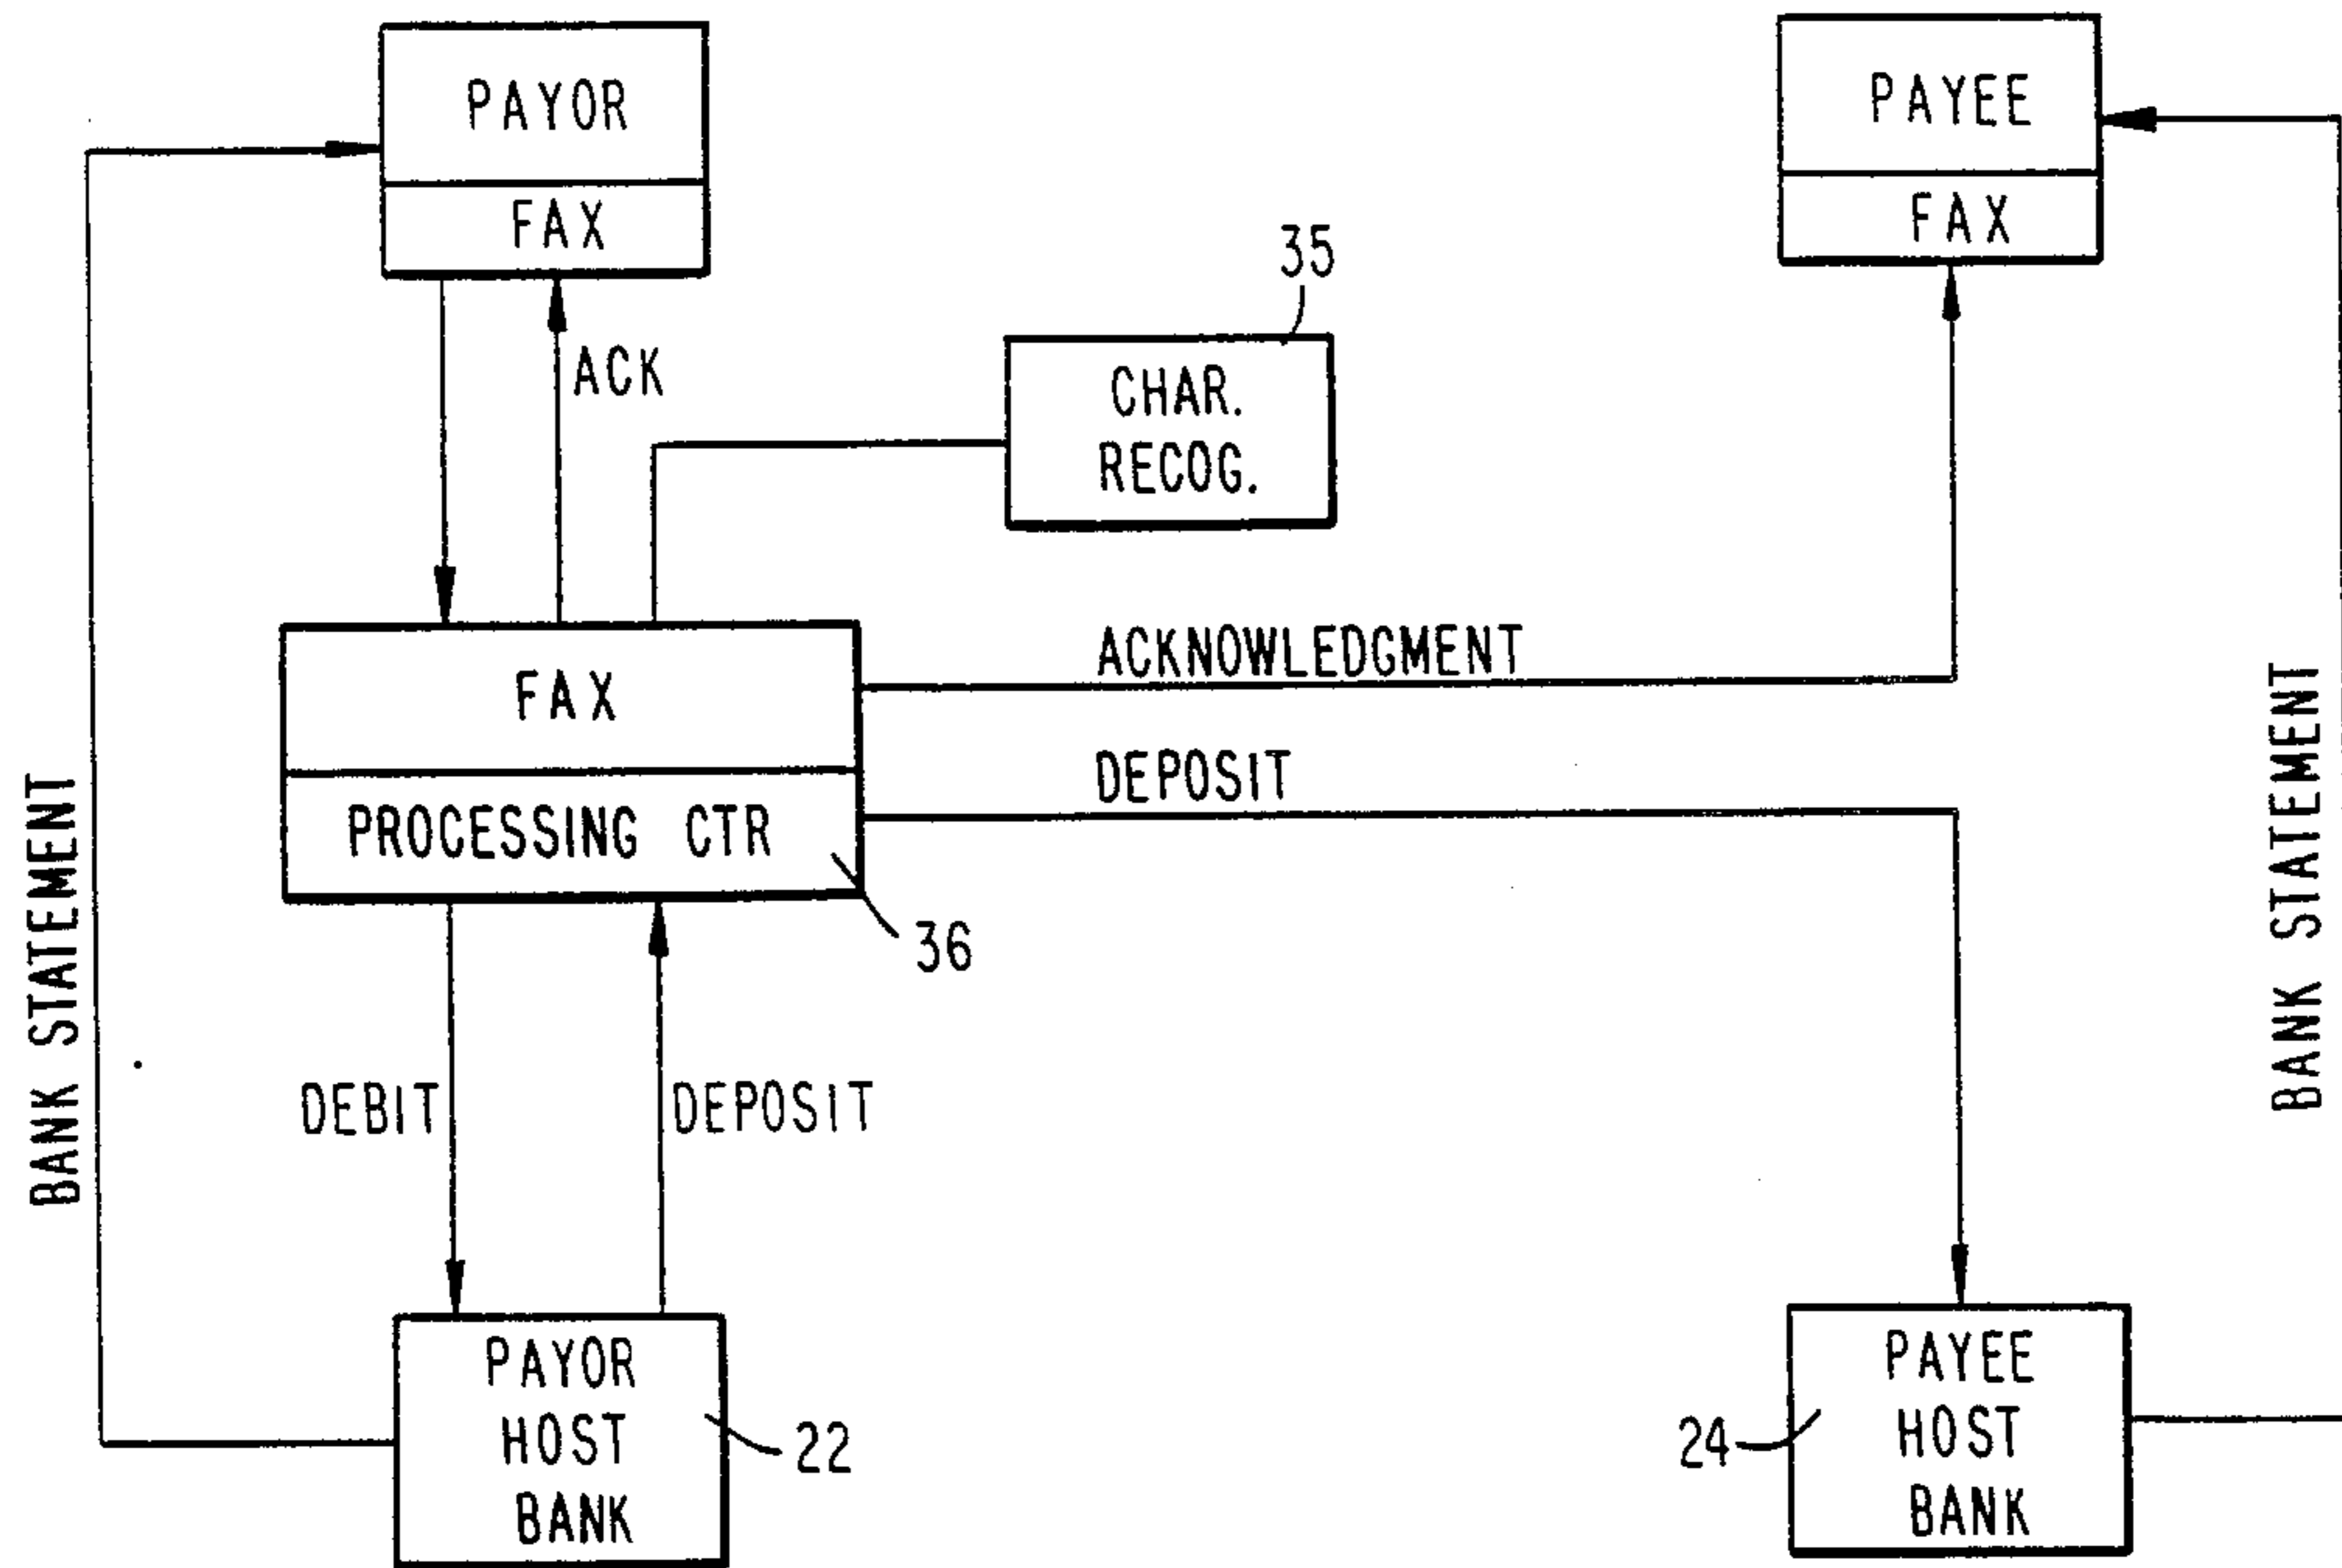 PAYOR
FAX
PAYEE
FAX
35
ACK
CHAR.
RECOG.
FAX
PROCESSING CTR
36
ACKNOWLEDGMENT
DEPOSIT
BANK STATEMENT
BANK STATEMENT
DEBIT
DEPOSIT
PAYOR
HOST
BANK
22
24
PAYEE
HOST
BANK